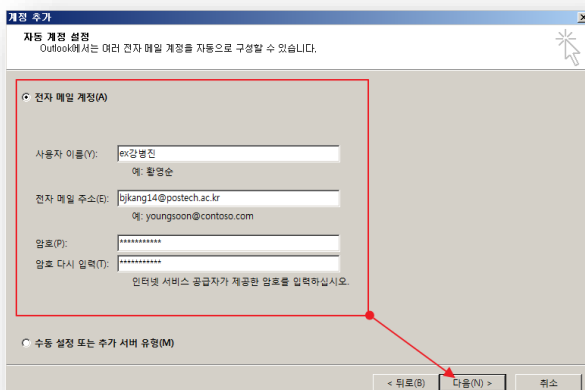 계정 추가
자동 계정 설정
Outlook에서는 여러 전자 메일 계정을 자동으로 구성할 수 있습니다.
전자 메일 계정(A)
사용자 이름(Y): ex강병진
예: 황영순
전자 메일 주소(E): bjkang14@postech.ac.kr
예: youngsoon@contoso.com
암호(P): ***********
암호 다시 입력(T): ***********
인터넷 서비스 공급자가 제공한 암호를 입력하십시오.
수동 설정 또는 추가 서버 유형(M)
< 뒤로(B) 다음(N) > 취소